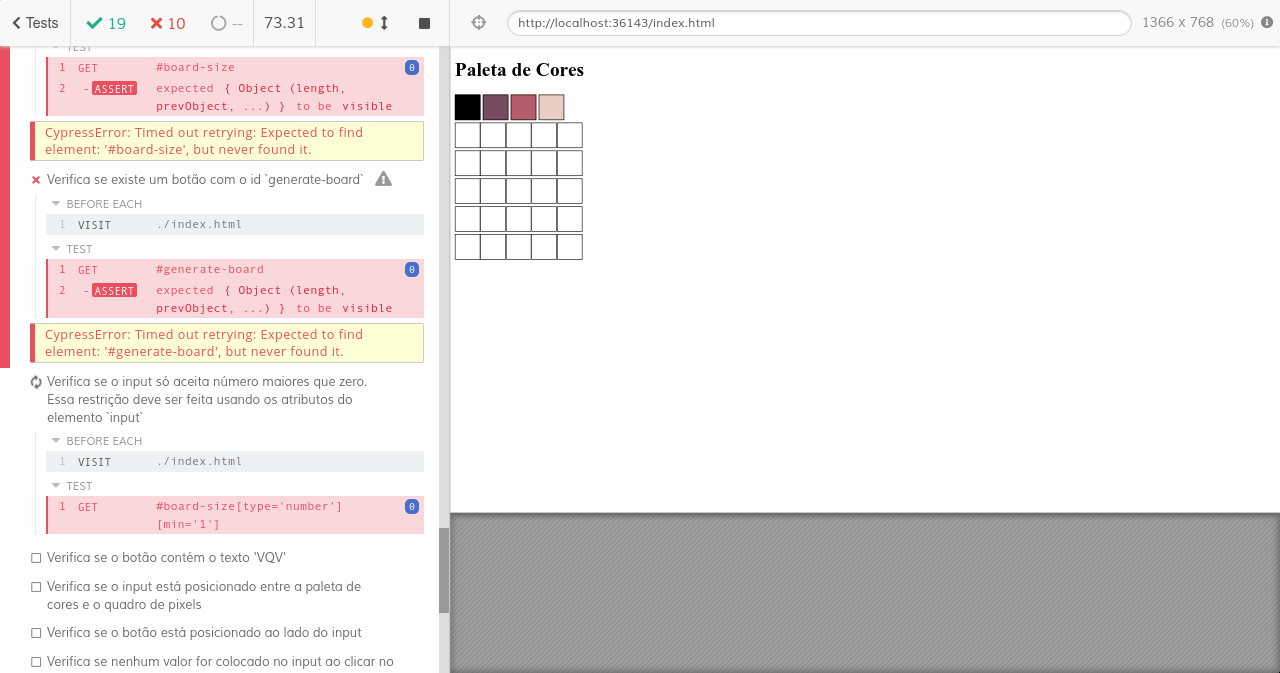 Tests 19 10 -- 73.31 http://localhost:36143/index.html 1366 x 768 (60%)
TEST
1 GET #board-size 0
2 -ASSERT expected { Object (length,
prevObject, ...) } to be visible
CypressError: Timed out retrying: Expected to find
element: '#board-size', but never found it.
Verifica se existe um botão com o id `generate-board`
BEFORE EACH
1 VISIT ./index.html
TEST
1 GET #generate-board 0
2 -ASSERT expected { Object (length,
prevObject, ...) } to be visible
CypressError: Timed out retrying: Expected to find
element: '#generate-board', but never found it.
Verifica se o input só aceita número maiores que zero.
Essa restrição deve ser feita usando os atributos do
elemento `input`
BEFORE EACH
1 VISIT ./index.html
TEST
1 GET #board-size[type='number'] 0
[min='1']
Verifica se o botão contém o texto 'VQV'
Verifica se o input está posicionado entre a paleta de
cores e o quadro de pixels
Verifica se o botão está posicionado ao lado do input
Verifica se nenhum valor for colocado no input ao clicar no
Paleta de Cores